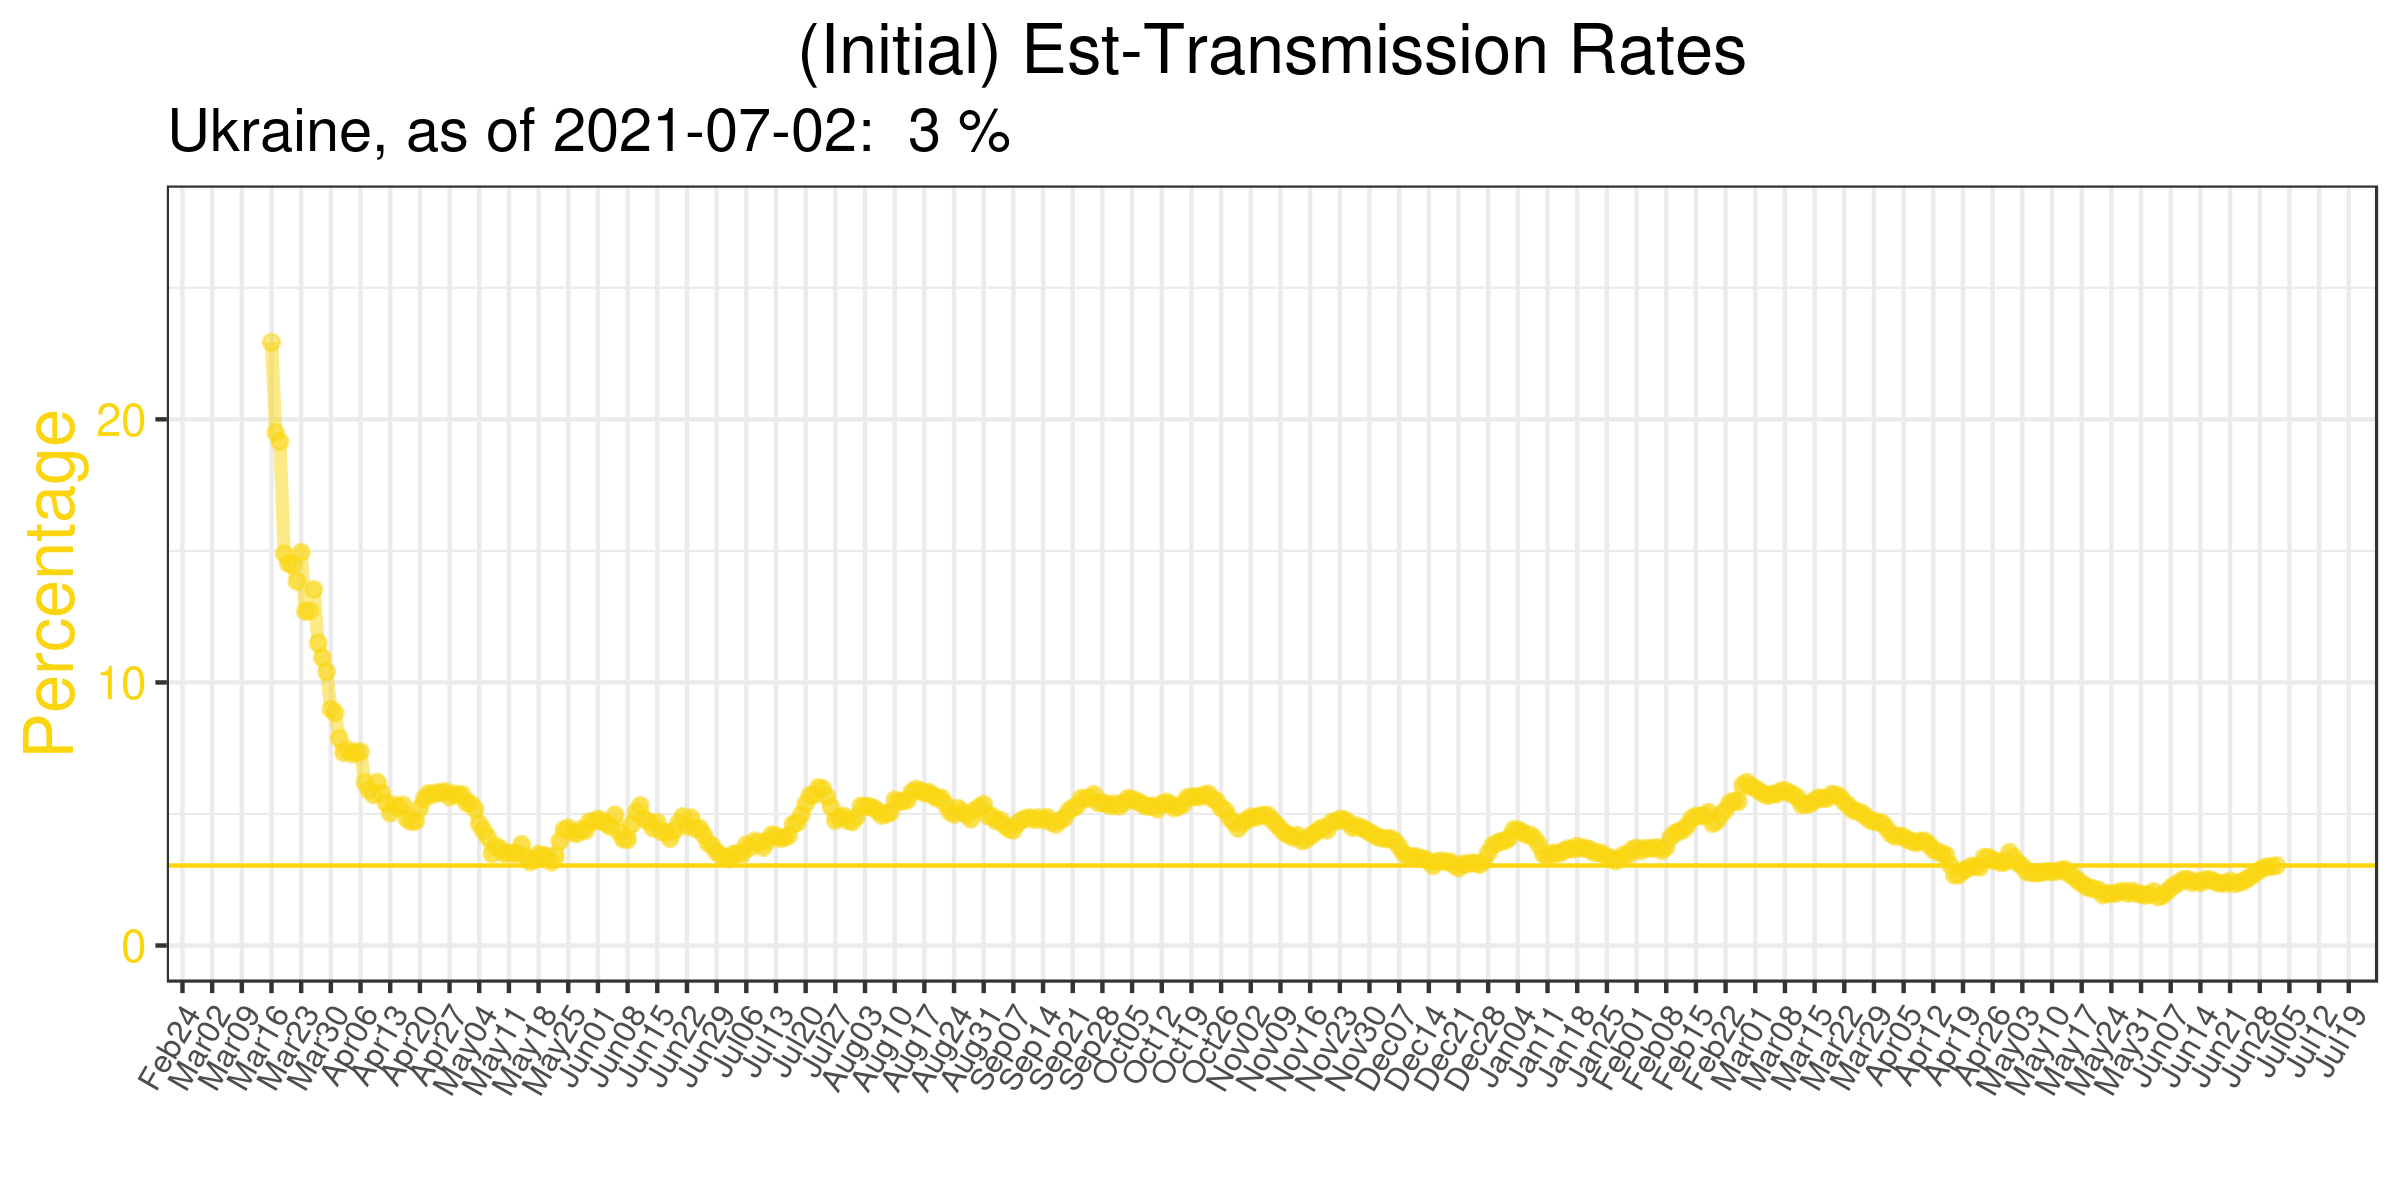 (Initial) Est-Transmission Rates
Ukraine, as of 2021-07-02:  3 %
Percentage
20
10
0
Feb24
Mar02
Mar09
Mar16
Mar23
Mar30
Apr06
Apr13
Apr20
Apr27
May04
May11
May18
May25
Jun01
Jun08
Jun15
Jun22
Jun29
Jul06
Jul13
Jul20
Jul27
Aug03
Aug10
Aug17
Aug24
Aug31
Sep07
Sep14
Sep21
Sep28
Oct05
Oct12
Oct19
Oct26
Nov02
Nov09
Nov16
Nov23
Nov30
Dec07
Dec14
Dec21
Dec28
Jan04
Jan11
Jan18
Jan25
Feb01
Feb08
Feb15
Feb22
Mar01
Mar08
Mar15
Mar22
Mar29
Apr05
Apr12
Apr19
Apr26
May03
May10
May17
May24
May31
Jun07
Jun14
Jun21
Jun28
Jul05
Jul12
Jul19